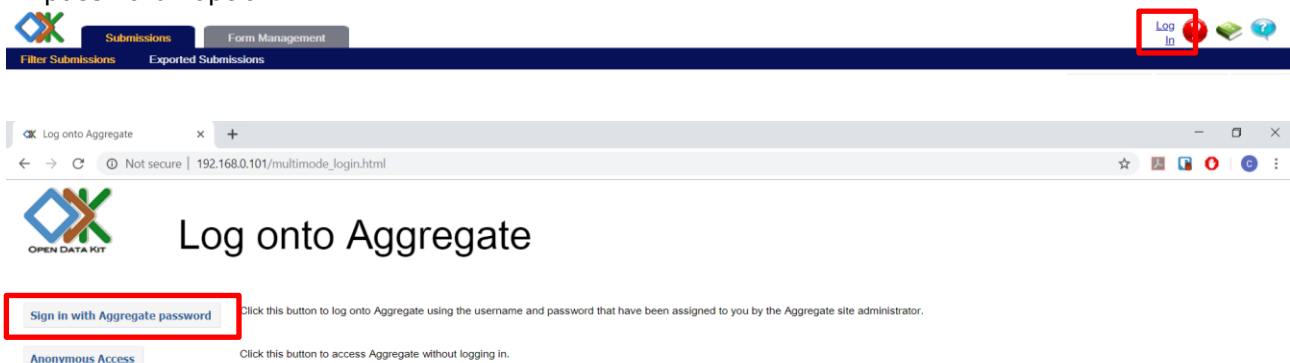 Submissions Form Management Log In
Filter Submissions Exported Submissions
Log onto Aggregate
Not secure | 192.168.0.101/multimode_login.html
OPEN DATA KIT
Log onto Aggregate
Sign in with Aggregate password Click this button to log onto Aggregate using the username and password that have been assigned to you by the Aggregate site administrator.
Anonymous Access Click this button to access Aggregate without logging in.